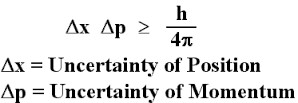 Δx Δp ≥ h/4π
Δx = Uncertainty of Position
Δp = Uncertainty of Momentum